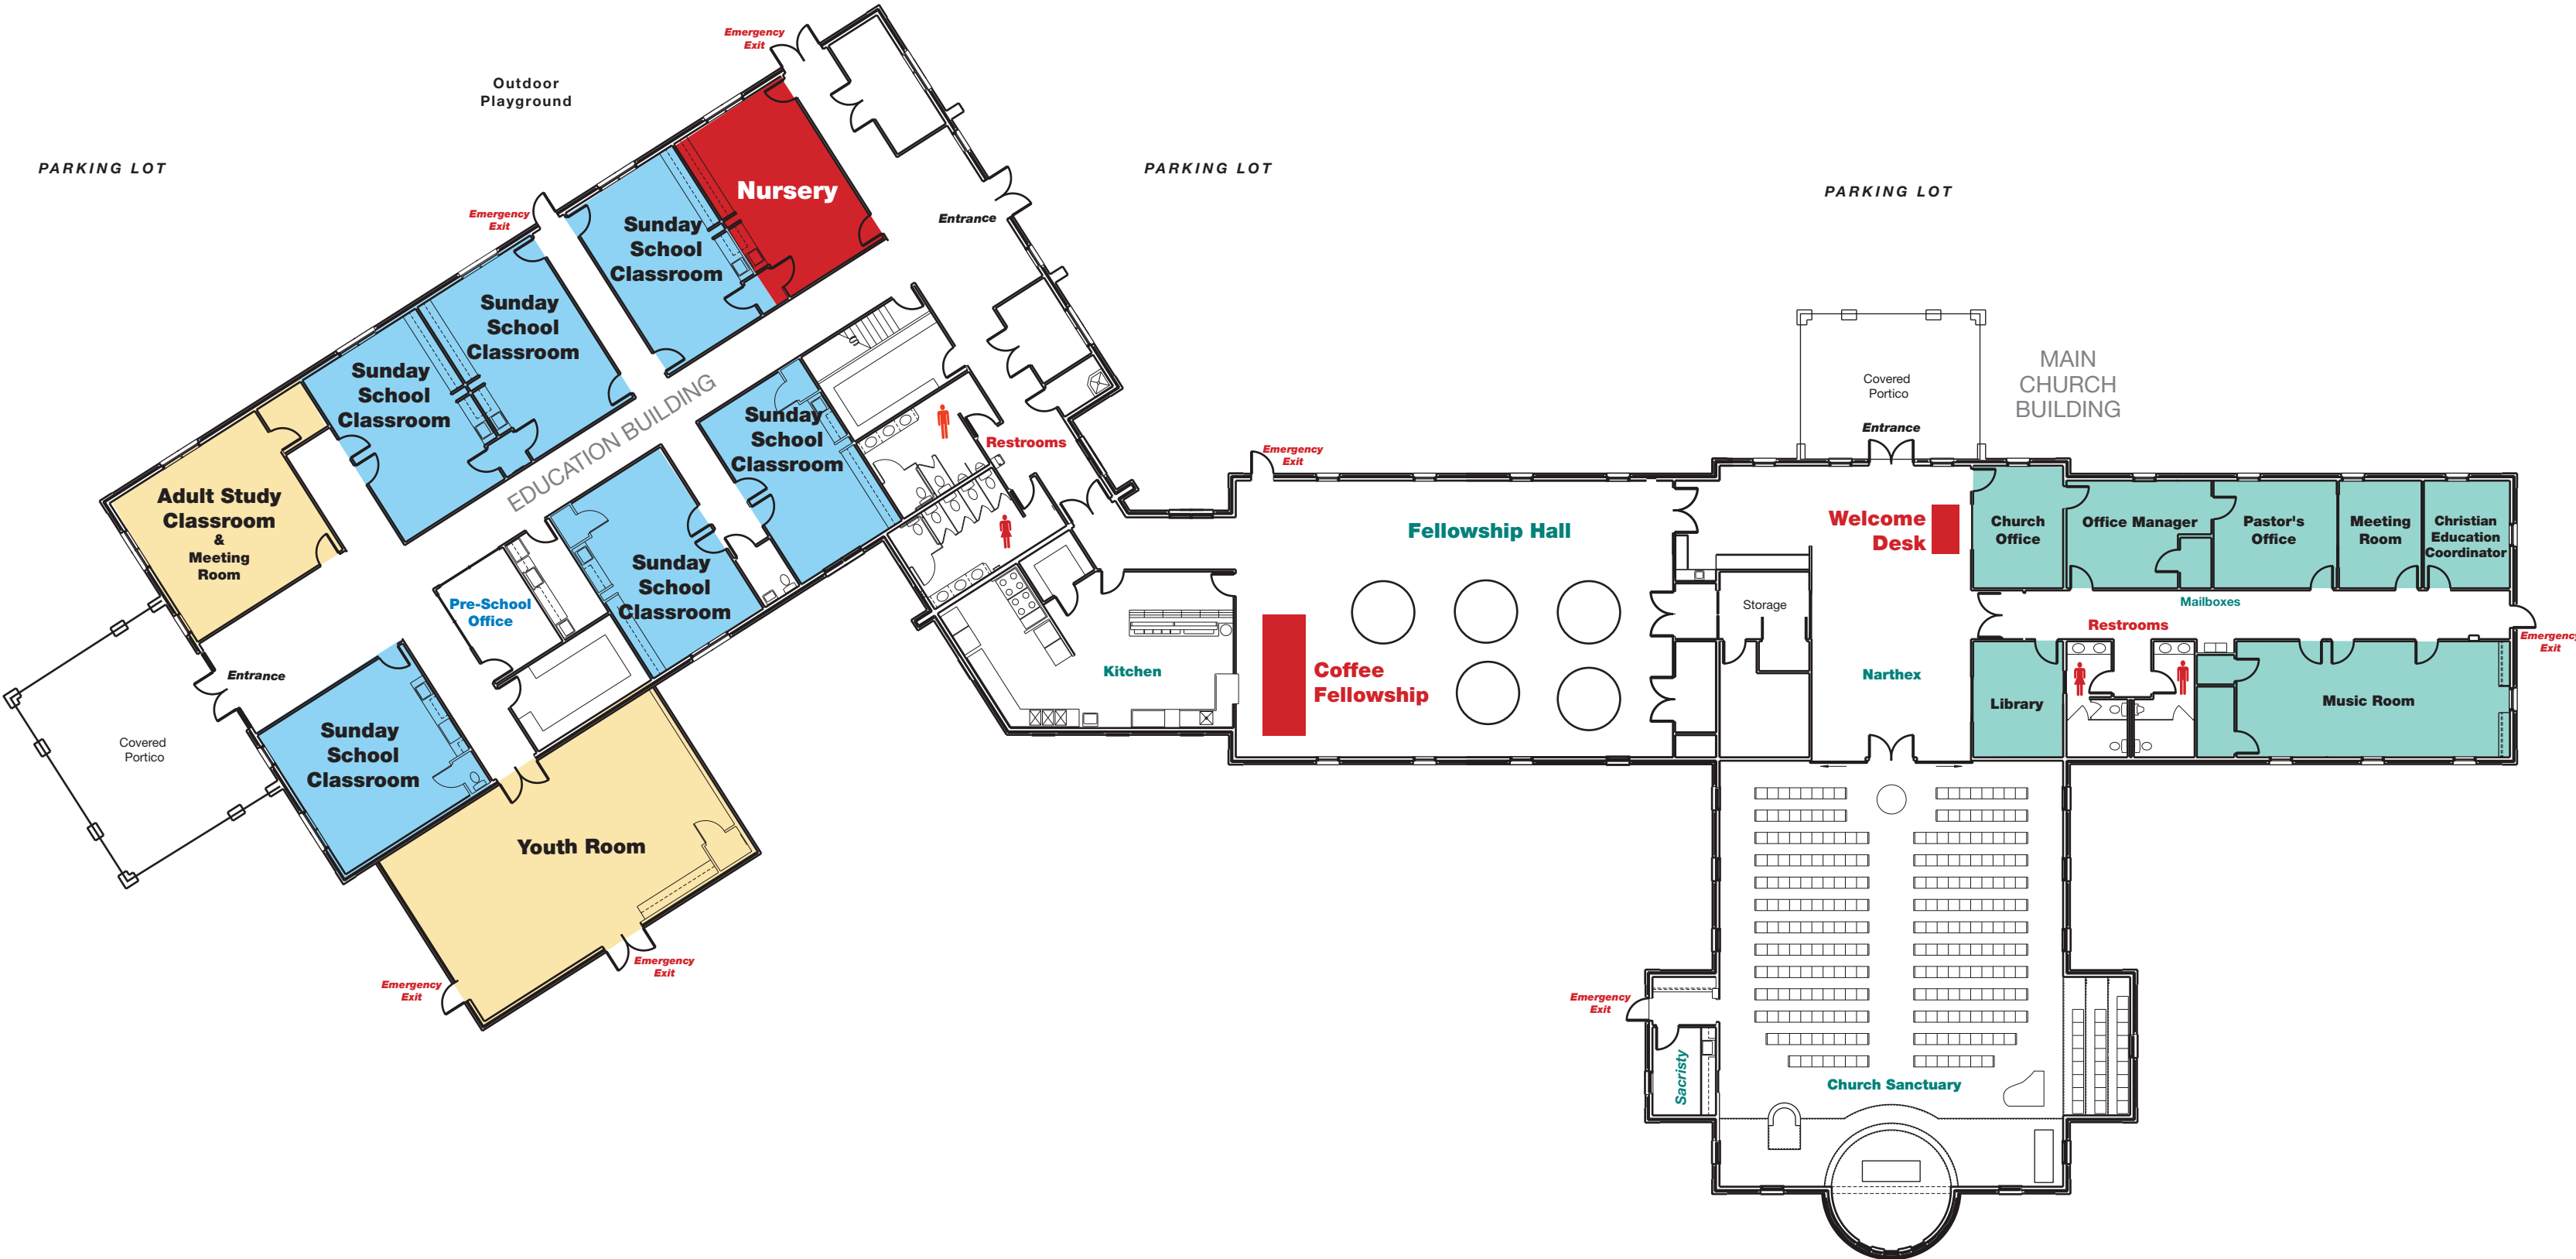 Emergency
Exit
Outdoor
Playground
PARKING LOT
PARKING LOT
PARKING LOT
Nursery
Emergency
Exit
Sunday
School
Classroom
Entrance
Sunday
School
Classroom
Sunday
School
Classroom
EDUCATION BUILDING
Sunday
School
Classroom
Restrooms
Adult Study
Classroom
&
Meeting
Room
Pre-School
Office
Sunday
School
Classroom
Entrance
Covered
Portico
Sunday
School
Classroom
Youth Room
Emergency
Exit
Emergency
Exit
Kitchen
Emergency
Exit
Fellowship Hall
Coffee
Fellowship
Storage
Covered
Portico
Entrance
MAIN
CHURCH
BUILDING
Welcome
Desk
Church
Office
Office Manager
Pastor's
Office
Meeting
Room
Christian
Education
Coordinator
Mailboxes
Restrooms
Emergency
Exit
Narthex
Library
Music Room
Emergency
Exit
Sacristy
Church Sanctuary